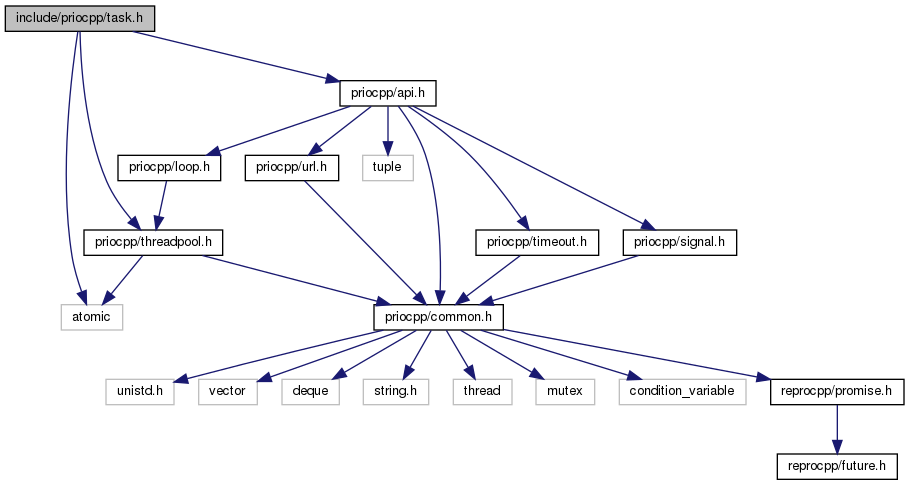 include/priocpp/task.h
priocpp/api.h
priocpp/loop.h
priocpp/url.h
tuple
priocpp/threadpool.h
priocpp/timeout.h
priocpp/signal.h
atomic
priocpp/common.h
unistd.h
vector
deque
string.h
thread
mutex
condition_variable
reprocpp/promise.h
reprocpp/future.h